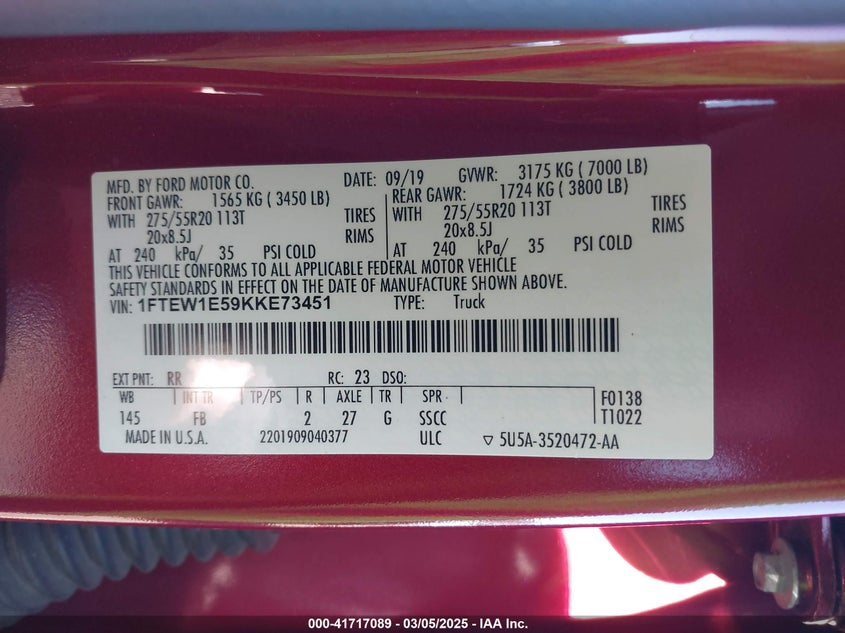 MFD. BY FORD MOTOR CO. DATE: 09/19 GVWR: 3175 KG ( 7000 LB)
FRONT GAWR: 1565 KG ( 3450 LB) REAR GAWR: 1724 KG ( 3800 LB)
WITH 275/55R20 113T TIRES WITH 275/55R20 113T TIRES
20x8.5J RIMS 20x8.5J RIMS
AT 240 kPa/ 35 PSI COLD AT 240 kPa/ 35 PSI COLD
THIS VEHICLE CONFORMS TO ALL APPLICABLE FEDERAL MOTOR VEHICLE
SAFETY STANDARDS IN EFFECT ON THE DATE OF MANUFACTURE SHOWN ABOVE.
VIN: 1FTEW1E59KKE73451 TYPE: Truck
EXT PNT: RR RC: 23 DSO:
WB INT TR TP/PS R AXLE TR SPR F0138
145 FB 2 27 G SSCC T1022
MADE IN U.S.A. 2201909040377 ULC ▽ 5U5A-3520472-AA
000-41717089 - 03/05/2025 - IAA Inc.